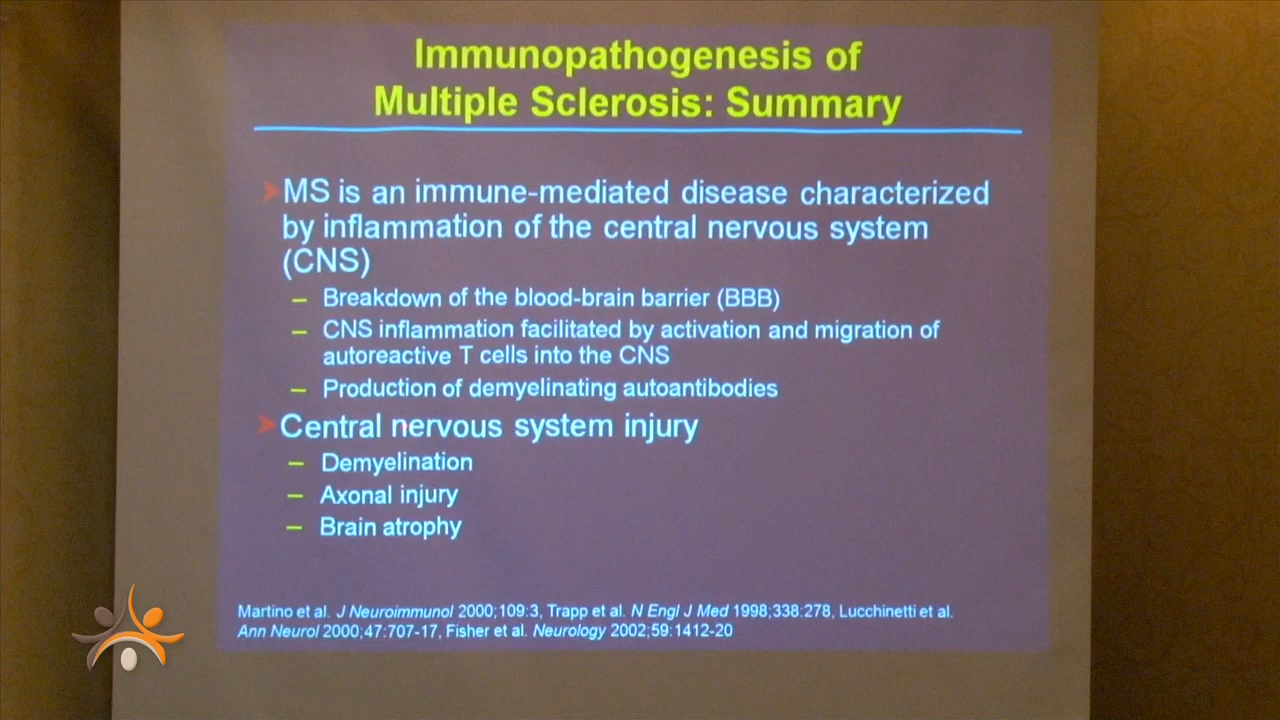 Immunopathogenesis of
Multiple Sclerosis: Summary
MS is an immune-mediated disease characterized
by inflammation of the central nervous system
(CNS)
– Breakdown of the blood-brain barrier (BBB)
– CNS inflammation facilitated by activation and migration of
autoreactive T cells into the CNS
– Production of demyelinating autoantibodies
Central nervous system injury
– Demyelination
– Axonal injury
– Brain atrophy
Martino et al. J Neuroimmunol 2000;109:3, Trapp et al. N Engl J Med 1998;338:278, Lucchinetti et al.
Ann Neurol 2000;47:707-17, Fisher et al. Neurology 2002;59:1412-20